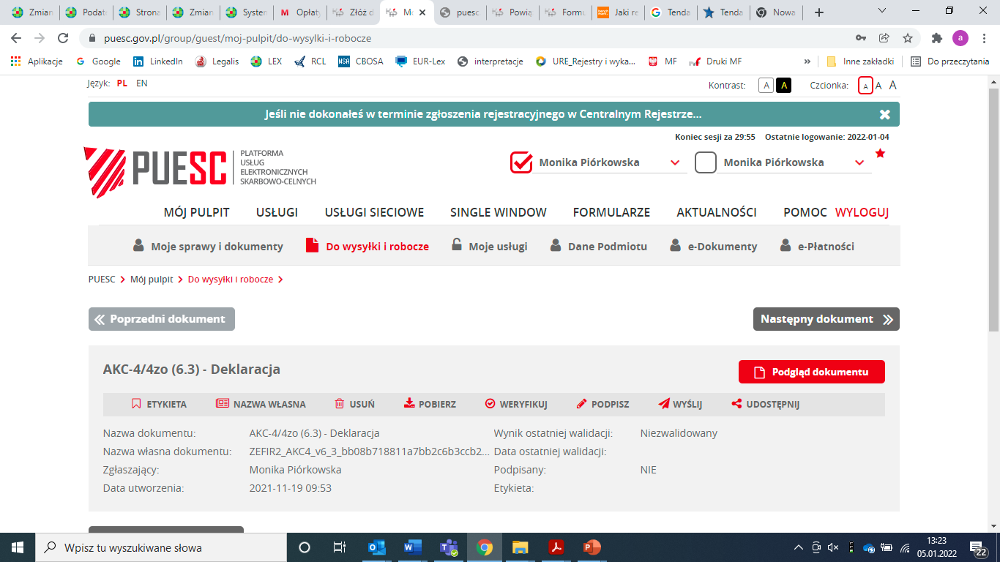 Zmian
Podat
Strona
Zmian
System
Opłaty
Złóż d
Mo
puesc
Powią
Formu
Jaki re
Tenda
Tenda
Nowa
puesc.gov.pl/group/guest/moj-pulpit/do-wysylki-i-robocze
a
Aplikacje
Google
LinkedIn
Legalis
LEX
RCL
CBOSA
EUR-Lex
interpretacje
URE_Rejestry i wyka...
MF
Druki MF
»
Inne zakładki
Do przeczytania
Język: PL EN
Kontrast: A A Czcionka: A A A
Jeśli nie dokonałeś w terminie zgłoszenia rejestracyjnego w Centralnym Rejestrze...
Koniec sesji za 29:55 Ostatnie logowanie: 2022-01-04
PUESC
PLATFORMA
USŁUG
ELEKTRONICZNYCH
SKARBOWO-CELNYCH
Monika Piórkowska
Monika Piórkowska
MÓJ PULPIT USŁUGI USŁUGI SIECIOWE SINGLE WINDOW FORMULARZE AKTUALNOŚCI POMOC WYLOGUJ
Moje sprawy i dokumenty Do wysyłki i robocze Moje usługi Dane Podmiotu e-Dokumenty e-Płatności
PUESC Mój pulpit Do wysyłki i robocze
Poprzedni dokument
Następny dokument
AKC-4/4zo (6.3) - Deklaracja
Podgląd dokumentu
ETYKIETA NAZWA WŁASNA USUŃ POBIERZ WERYFIKUJ PODPISZ WYŚLIJ UDOSTĘPNIJ
Nazwa dokumentu: AKC-4/4zo (6.3) - Deklaracja Wynik ostatniej walidacji: Niezwalidowany
Nazwa własna dokumentu: ZEFIR2_AKC4_v6_3_bb08b718811a7bb2c6b3ccb2... Data ostatniej walidacji:
Zgłaszający: Monika Piórkowska Podpisany: NIE
Data utworzenia: 2021-11-19 09:53 Etykieta:
Wpisz tu wyszukiwane słowa
13:23
05.01.2022
22